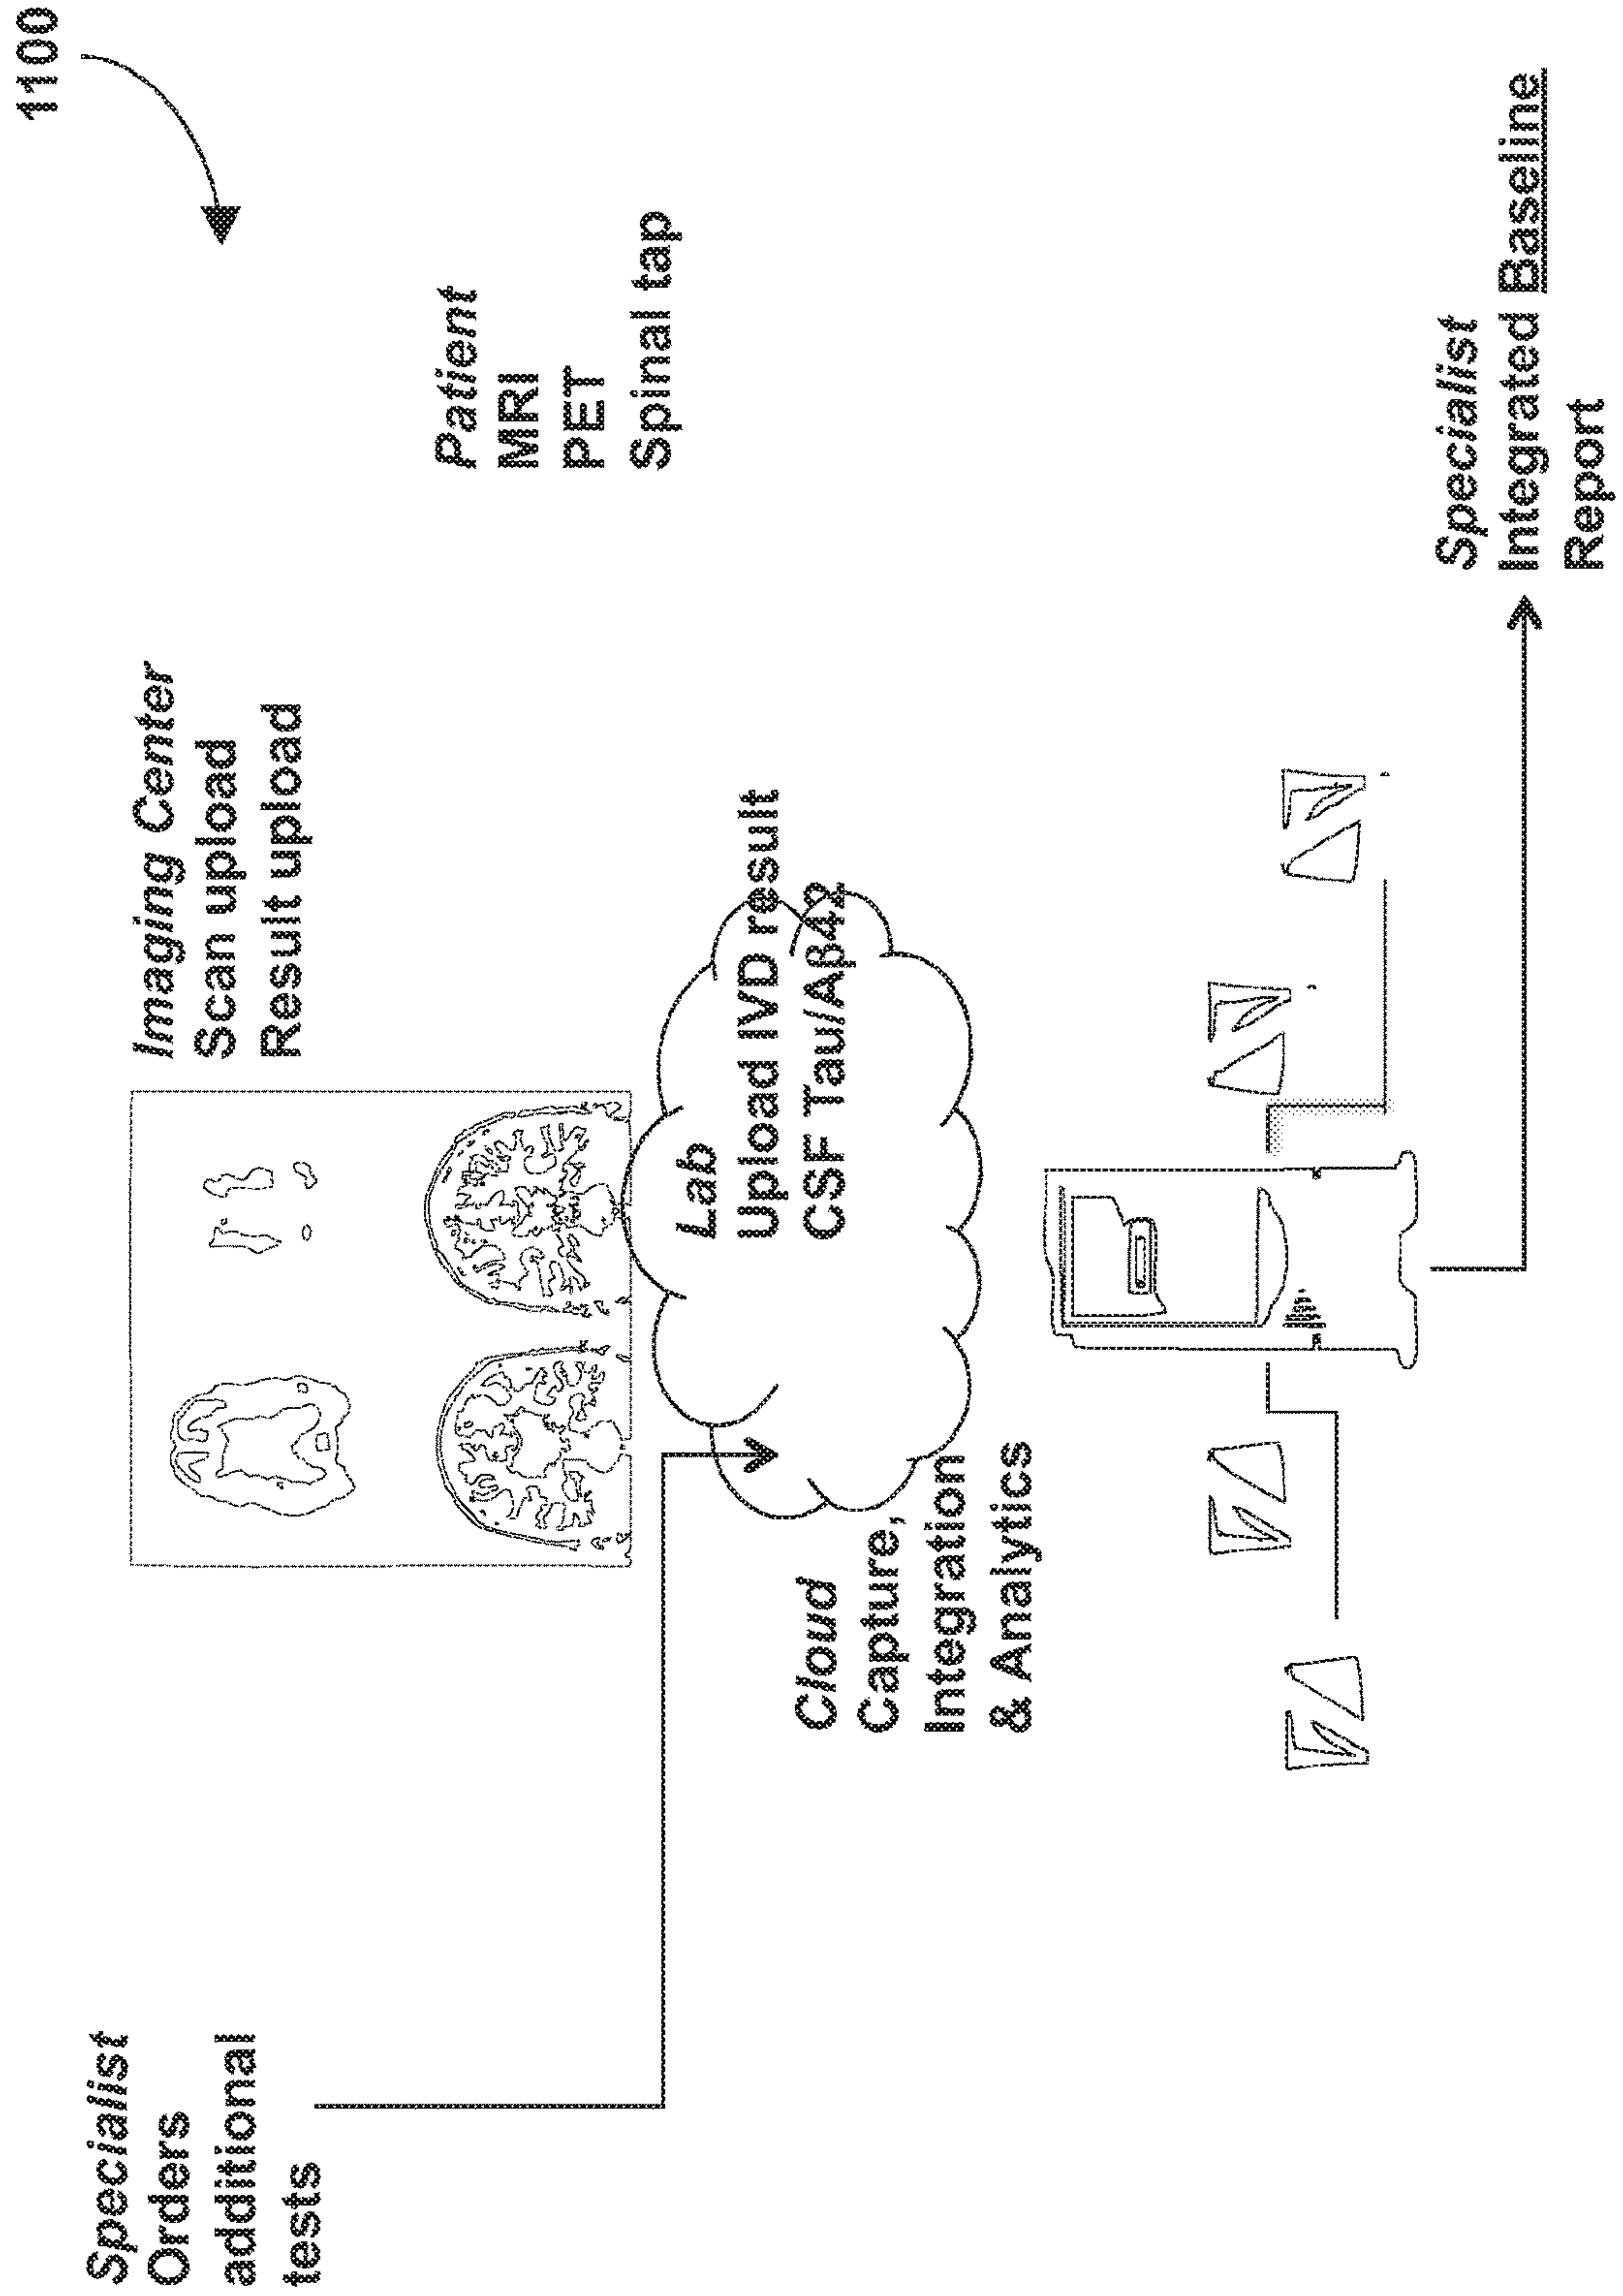 1100
Specialist
Orders
additional
tests
Imaging Center
Scan upload
Result upload
Patient
MRI
PET
Spinal tap
Lab
Upload IVD result
CSF Tau/Aβ42
Cloud
Capture,
Integration
& Analytics
Specialist
Integrated Baseline
Report